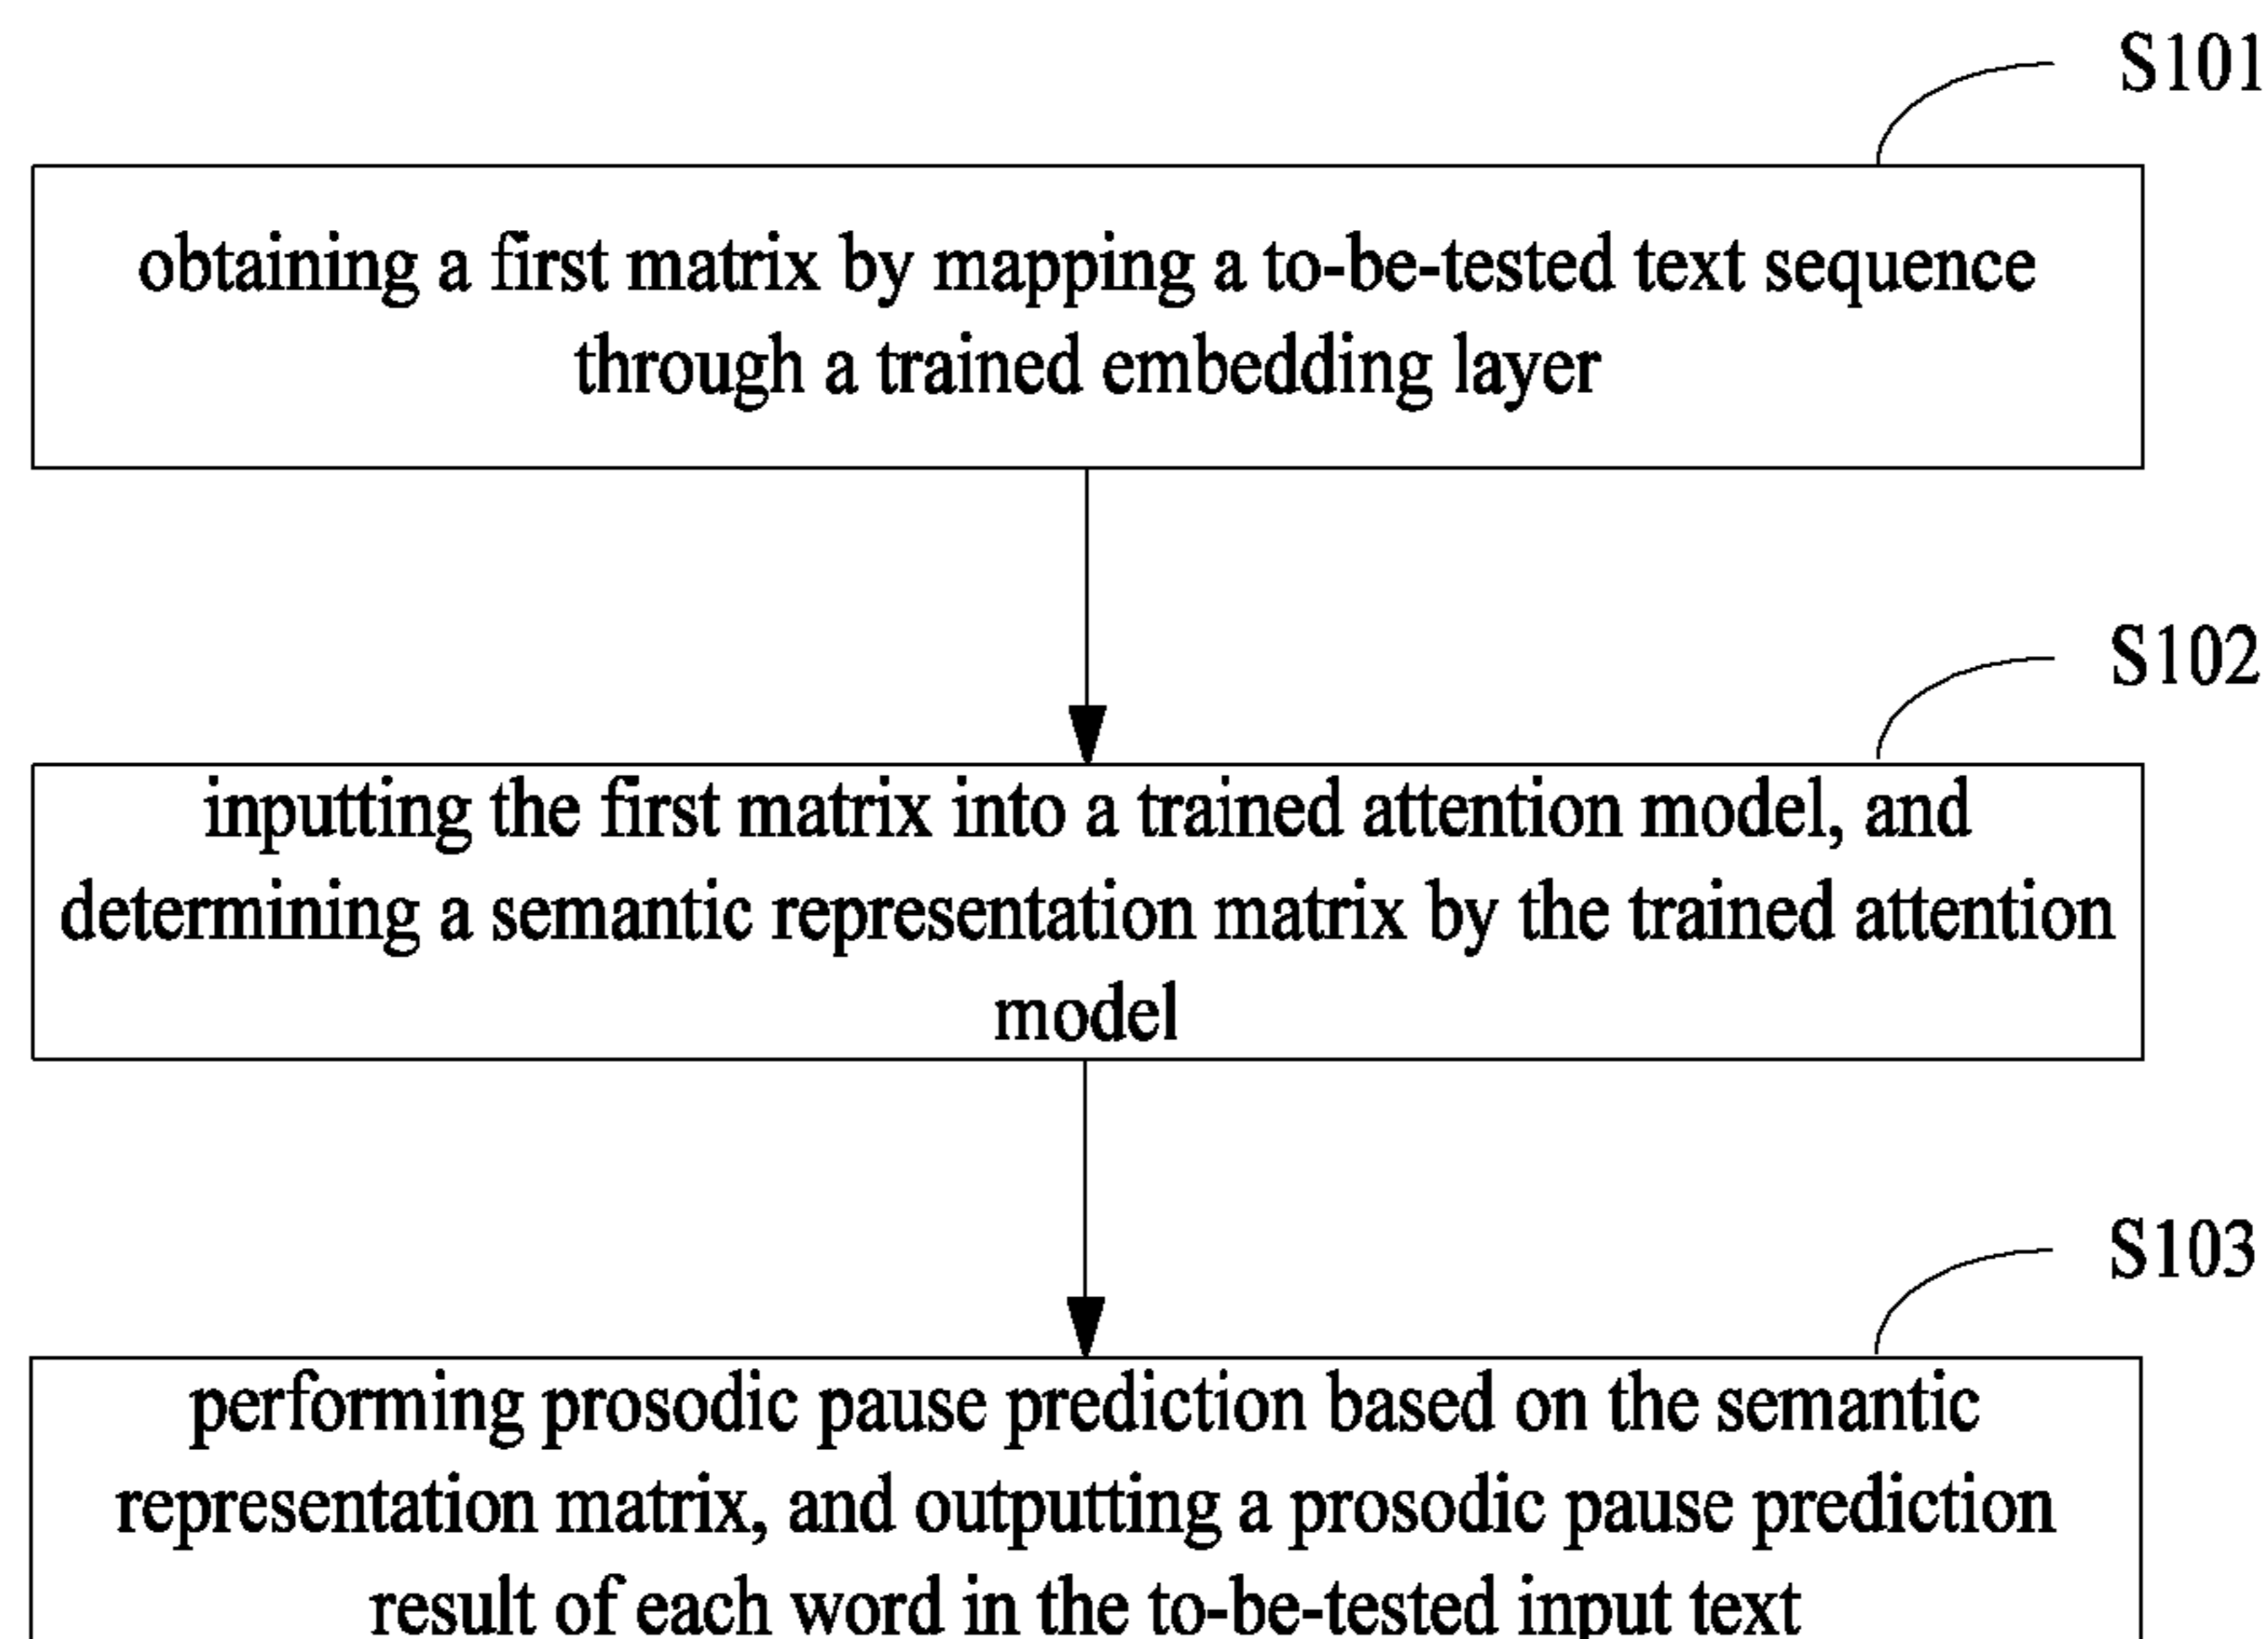 S101
obtaining a first matrix by mapping a to-be-tested text sequence
through a trained embedding layer
S102
inputting the first matrix into a trained attention model, and
determining a semantic representation matrix by the trained attention
model
S103
performing prosodic pause prediction based on the semantic
representation matrix, and outputting a prosodic pause prediction
result of each word in the to-be-tested input text